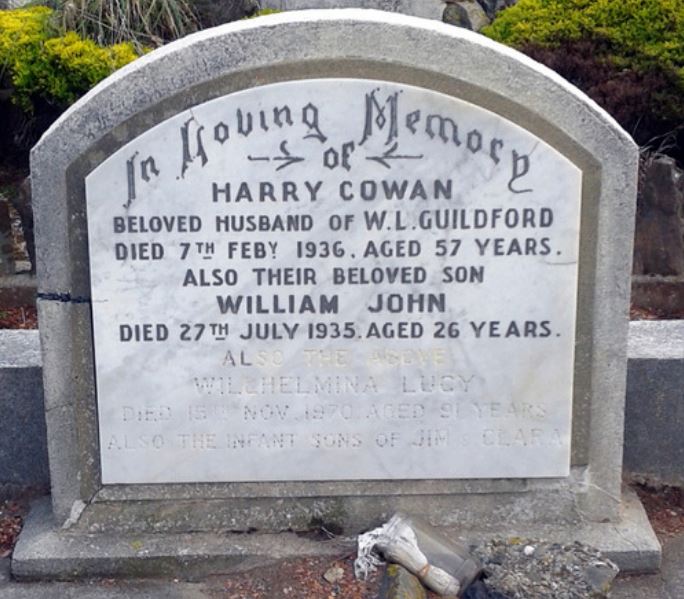 In Loving Memory
of
HARRY COWAN
BELOVED HUSBAND OF W.L.GUILDFORD
DIED 7TH FEBY 1936. AGED 57 YEARS.
ALSO THEIR BELOVED SON
WILLIAM JOHN
DIED 27TH JULY 1935. AGED 26 YEARS.
ALSO THE ABOVE
WILLHELMINA LUCY
DIED 15TH NOV. 1970. AGED 91 YEARS
ALSO THE INFANT SONS OF JIM & CLARA